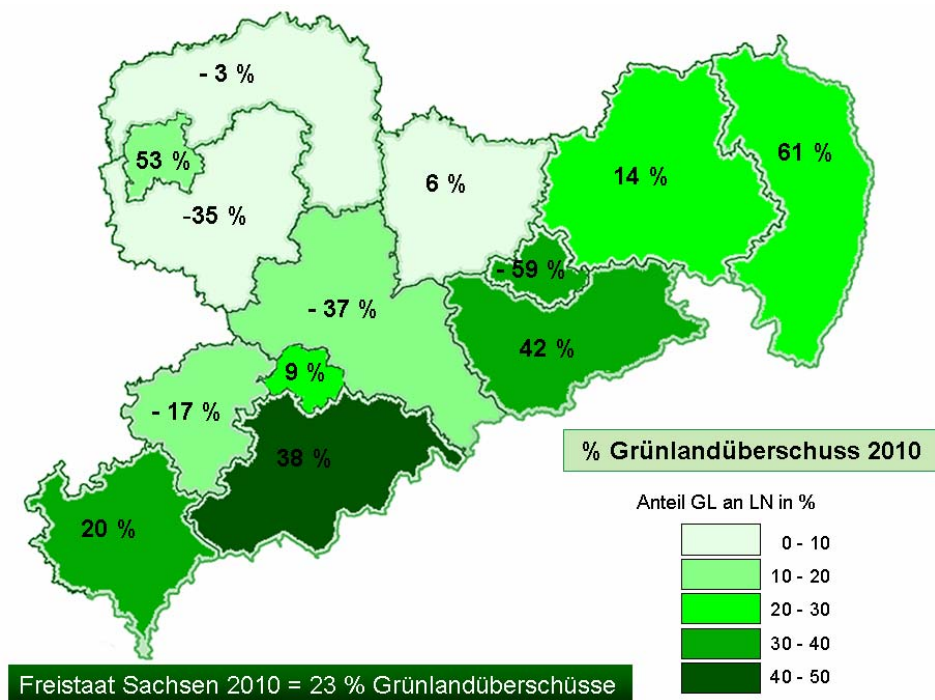 - 3 %
53 %
61 %
6 %
14 %
-35 %
- 59 %
- 37 %
42 %
9 %
- 17 %
38 %
% Grünlandüberschuss 2010
20 %
Anteil GL an LN in %
0 - 10
10 - 20
20 - 30
30 - 40
40 - 50
Freistaat Sachsen 2010 = 23 % Grünlandüberschüsse